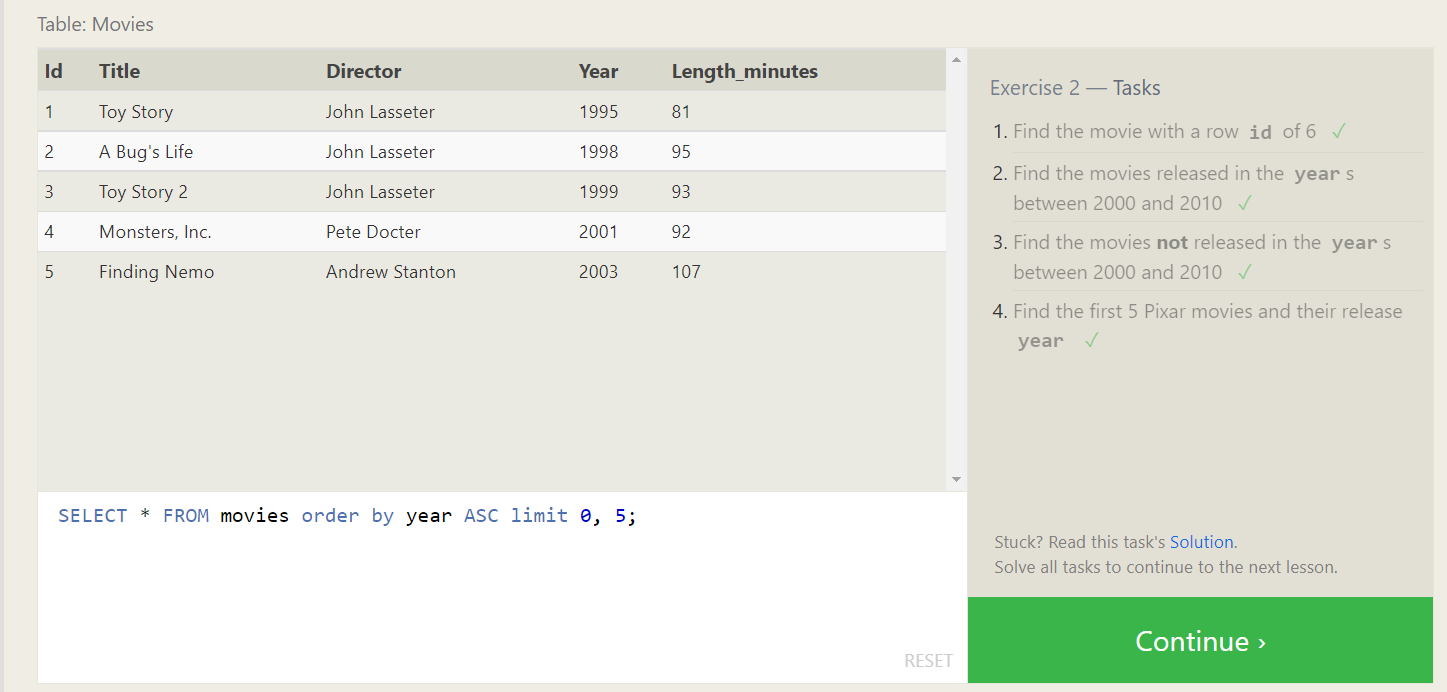 Table: Movies
Id Title Director Year Length_minutes
1 Toy Story John Lasseter 1995 81
2 A Bug's Life John Lasseter 1998 95
3 Toy Story 2 John Lasseter 1999 93
4 Monsters, Inc. Pete Docter 2001 92
5 Finding Nemo Andrew Stanton 2003 107
SELECT * FROM movies order by year ASC limit 0, 5;
RESET
Exercise 2 — Tasks
1. Find the movie with a row id of 6 ✓
2. Find the movies released in the year s
between 2000 and 2010 ✓
3. Find the movies not released in the year s
between 2000 and 2010 ✓
4. Find the first 5 Pixar movies and their release
year ✓
Stuck? Read this task's Solution.
Solve all tasks to continue to the next lesson.
Continue ›